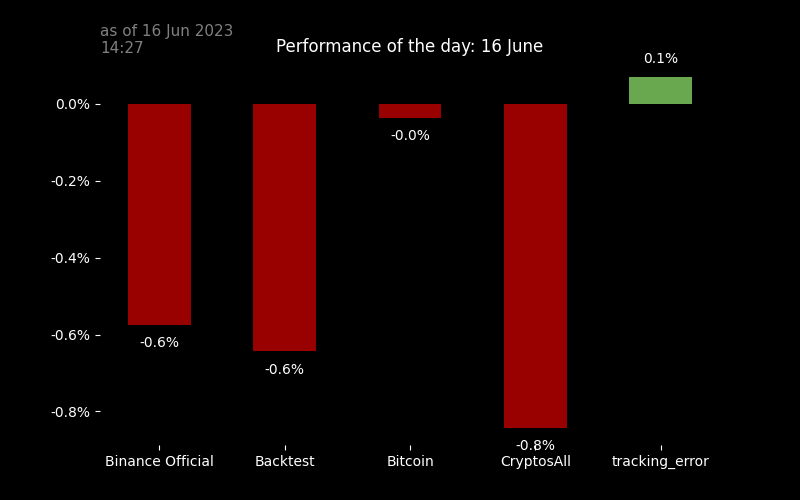 as of 16 Jun 2023
14:27
Performance of the day: 16 June
0.1%
0.0%
-0.0%
-0.2%
-0.4%
-0.6%
-0.6%
-0.6%
-0.8%
-0.8%
Binance Official
Backtest
Bitcoin
CryptosAll
tracking_error